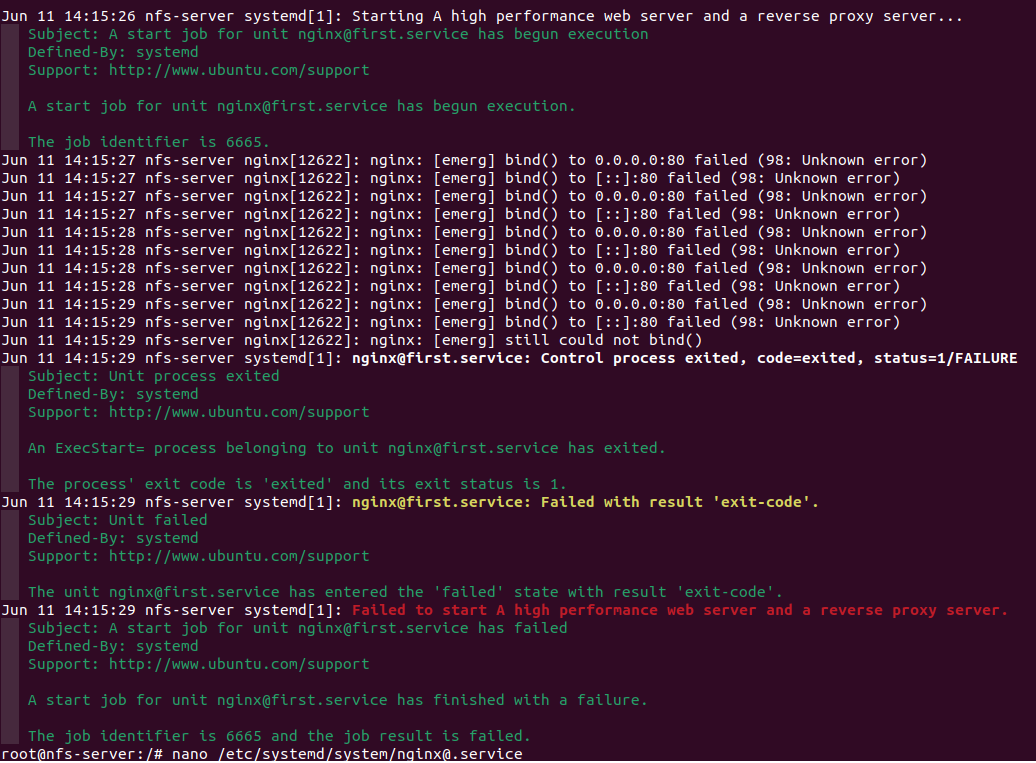 Jun 11 14:15:26 nfs-server systemd[1]: Starting A high performance web server and a reverse proxy server...
Subject: A start job for unit nginx@first.service has begun execution
Defined-By: systemd
Support: http://www.ubuntu.com/support
A start job for unit nginx@first.service has begun execution.
The job identifier is 6665.
Jun 11 14:15:27 nfs-server nginx[12622]: nginx: [emerg] bind() to 0.0.0.0:80 failed (98: Unknown error)
Jun 11 14:15:27 nfs-server nginx[12622]: nginx: [emerg] bind() to [::]:80 failed (98: Unknown error)
Jun 11 14:15:27 nfs-server nginx[12622]: nginx: [emerg] bind() to 0.0.0.0:80 failed (98: Unknown error)
Jun 11 14:15:27 nfs-server nginx[12622]: nginx: [emerg] bind() to [::]:80 failed (98: Unknown error)
Jun 11 14:15:28 nfs-server nginx[12622]: nginx: [emerg] bind() to 0.0.0.0:80 failed (98: Unknown error)
Jun 11 14:15:28 nfs-server nginx[12622]: nginx: [emerg] bind() to [::]:80 failed (98: Unknown error)
Jun 11 14:15:28 nfs-server nginx[12622]: nginx: [emerg] bind() to 0.0.0.0:80 failed (98: Unknown error)
Jun 11 14:15:28 nfs-server nginx[12622]: nginx: [emerg] bind() to [::]:80 failed (98: Unknown error)
Jun 11 14:15:29 nfs-server nginx[12622]: nginx: [emerg] bind() to 0.0.0.0:80 failed (98: Unknown error)
Jun 11 14:15:29 nfs-server nginx[12622]: nginx: [emerg] bind() to [::]:80 failed (98: Unknown error)
Jun 11 14:15:29 nfs-server nginx[12622]: nginx: [emerg] still could not bind()
Jun 11 14:15:29 nfs-server systemd[1]: nginx@first.service: Control process exited, code=exited, status=1/FAILURE
Subject: Unit process exited
Defined-By: systemd
Support: http://www.ubuntu.com/support
An ExecStart= process belonging to unit nginx@first.service has exited.
The process' exit code is 'exited' and its exit status is 1.
Jun 11 14:15:29 nfs-server systemd[1]: nginx@first.service: Failed with result 'exit-code'.
Subject: Unit failed
Defined-By: systemd
Support: http://www.ubuntu.com/support
The unit nginx@first.service has entered the 'failed' state with result 'exit-code'.
Jun 11 14:15:29 nfs-server systemd[1]: Failed to start A high performance web server and a reverse proxy server.
Subject: A start job for unit nginx@first.service has failed
Defined-By: systemd
Support: http://www.ubuntu.com/support
A start job for unit nginx@first.service has finished with a failure.
The job identifier is 6665 and the job result is failed.
root@nfs-server:/# nano /etc/systemd/system/nginx@.service